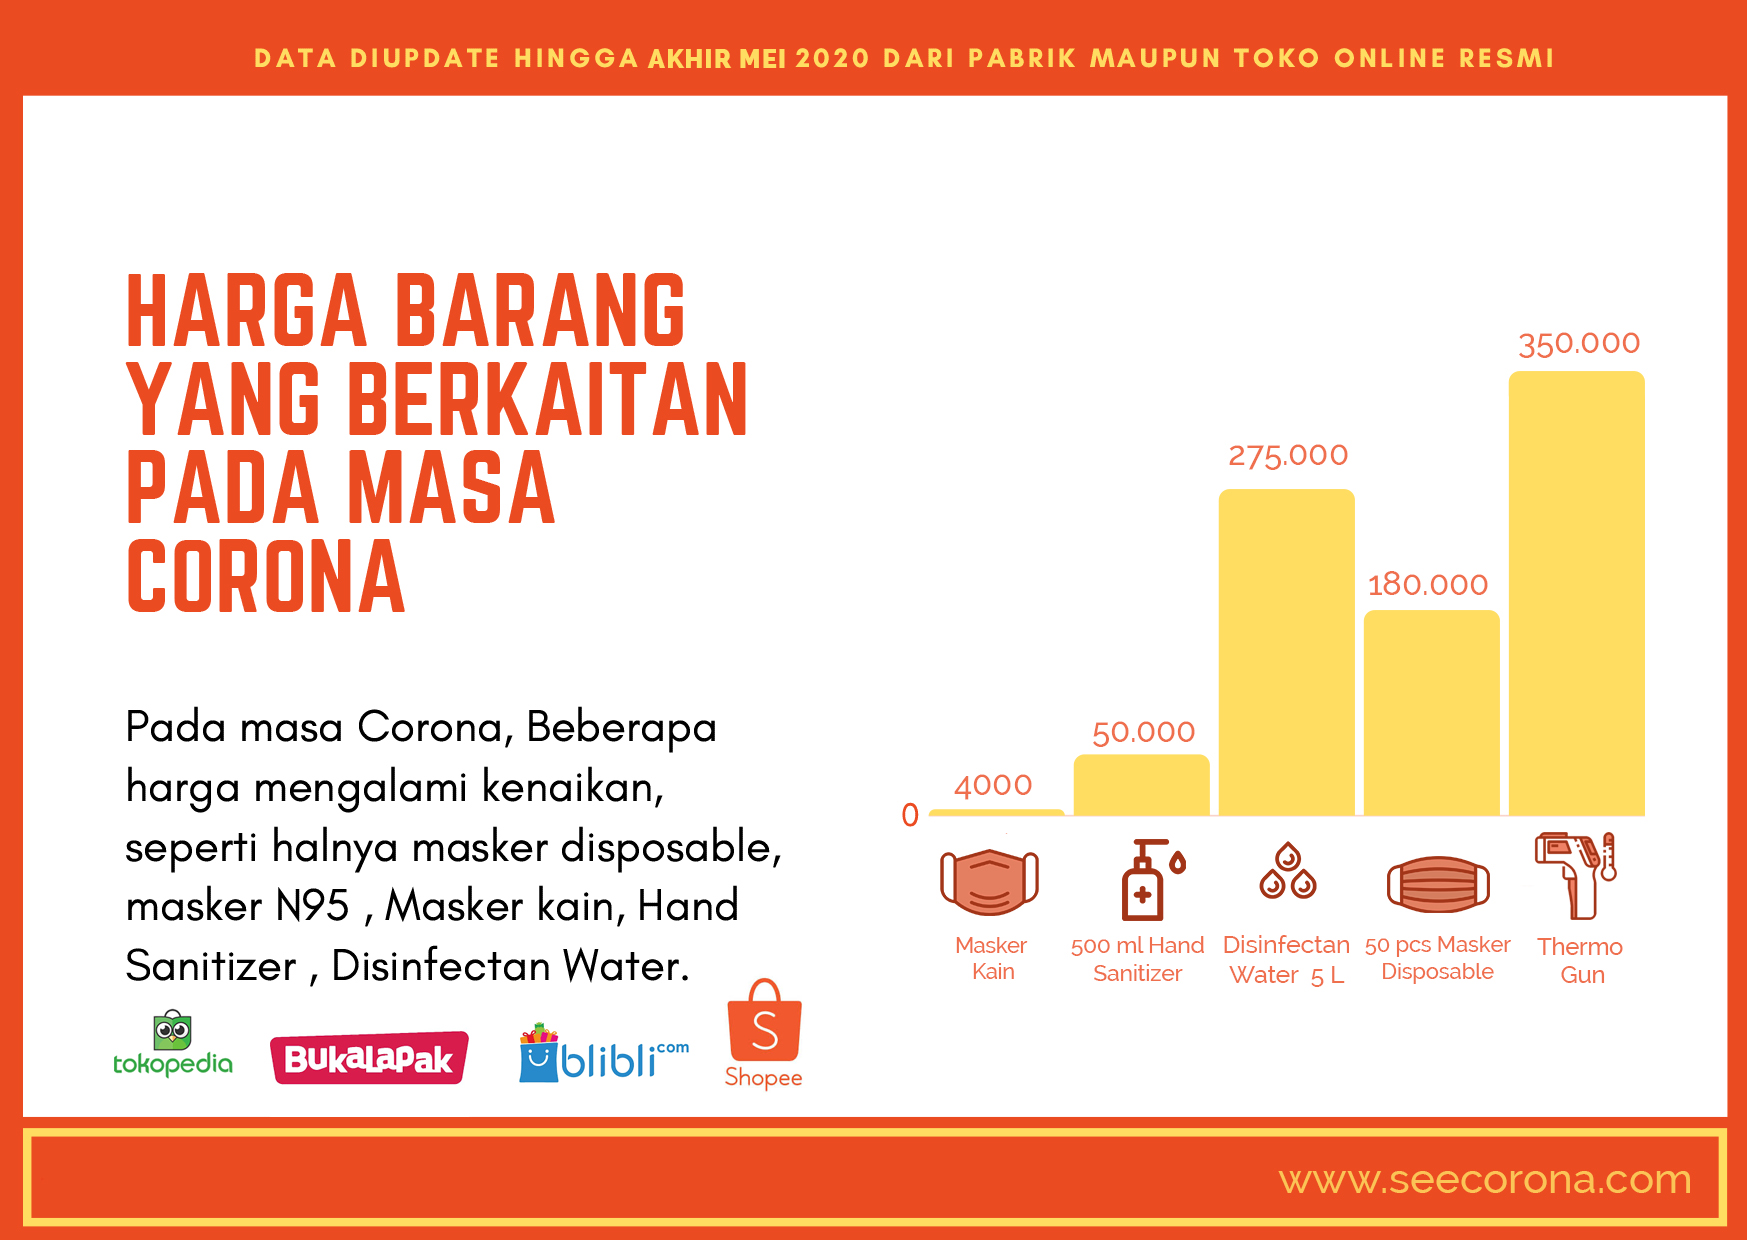 DATA DIUPDATE HINGGA AKHIR MEI 2020 DARI PABRIK MAUPUN TOKO ONLINE RESMI
HARGA BARANG
YANG BERKAITAN
PADA MASA
CORONA
Pada masa Corona, Beberapa
harga mengalami kenaikan,
seperti halnya masker disposable,
masker N95 , Masker kain, Hand
Sanitizer , Disinfectan Water.
tokopedia
BukaLapak
blibli.com
S
Shopee
350.000
275.000
180.000
50.000
4000
0
Masker
Kain
500 ml Hand
Sanitizer
Disinfectan
Water 5 L
50 pcs Masker
Disposable
Thermo
Gun
www.seecorona.com